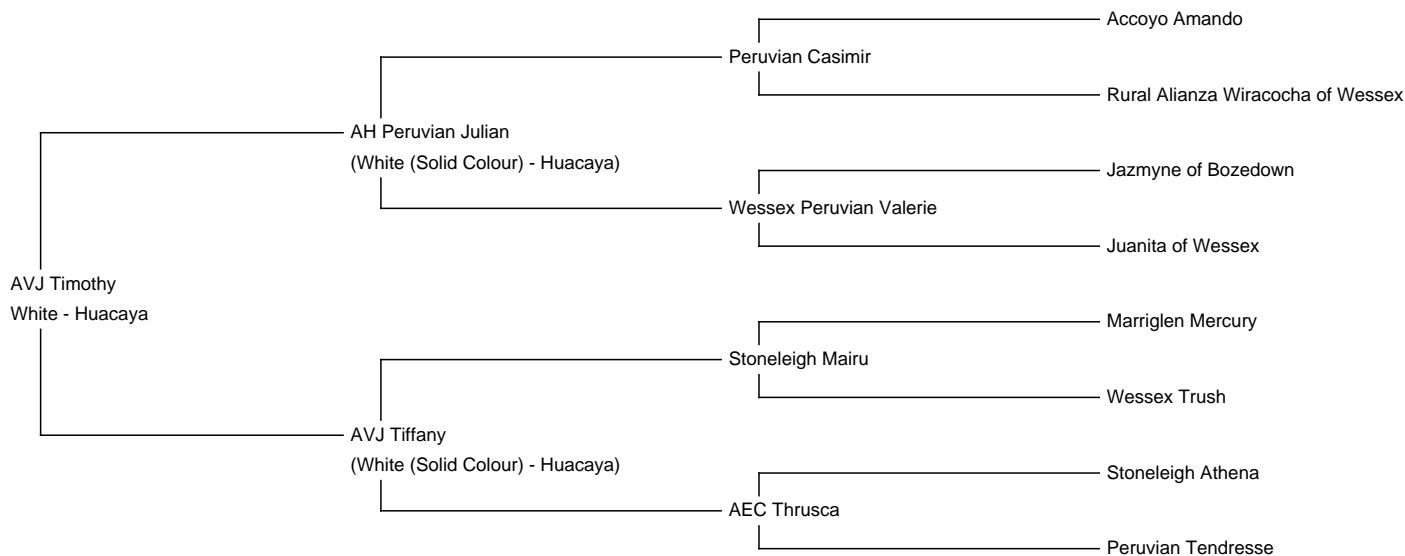 Accoyo Amando
Peruvian Casimir
Rural Alianza Wiracocha of Wessex
AH Peruvian Julian
(White (Solid Colour) - Huacaya)
Jazmyne of Bozedown
Wessex Peruvian Valerie
Juanita of Wessex
AVJ Timothy
White - Huacaya
Marriglen Mercury
Stoneleigh Mairu
Wessex Trush
AVJ Tiffany
(White (Solid Colour) - Huacaya)
Stoneleigh Athena
AEC Thrusca
Peruvian Tendresse